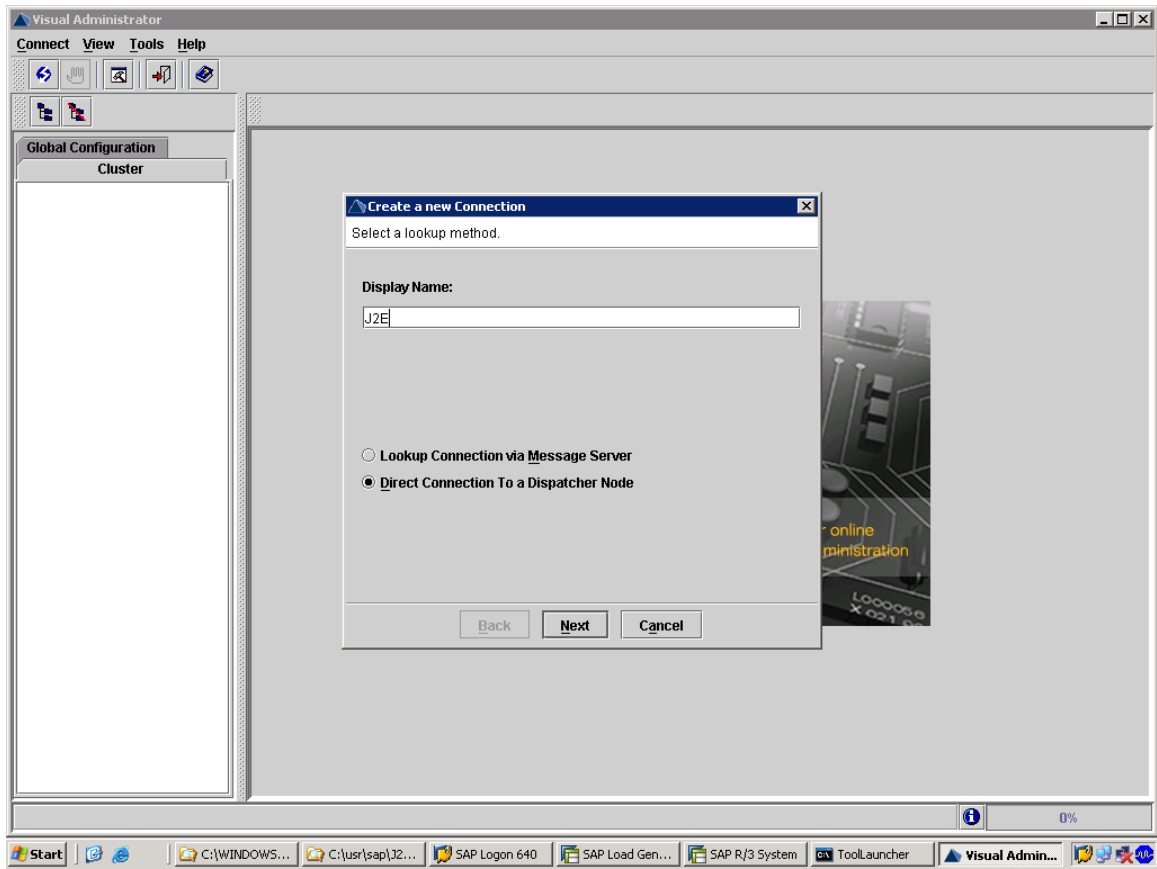 Visual Administrator
Connect View Tools Help
Global Configuration
Cluster
Create a new Connection
Select a lookup method.
Display Name:
J2E
Lookup Connection via Message Server
Direct Connection To a Dispatcher Node
online
ministration
L000050
X 021
Back Next Cancel
0%
Start C:\WINDOWS... C:\usr\sap\J2... SAP Logon 640 SAP Load Gen... SAP R/3 System ToolLauncher Visual Admin...